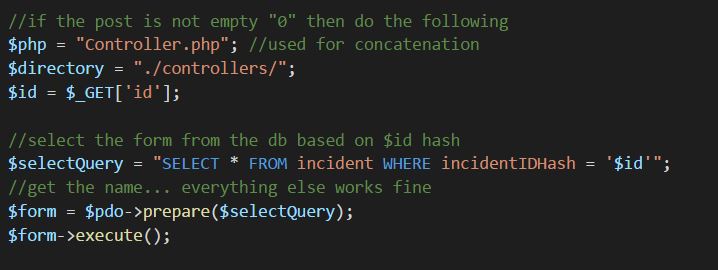 //if the post is not empty "0" then do the following
$php = "Controller.php"; //used for concatenation
$directory = "./controllers/";
$id = $_GET['id'];
//select the form from the db based on $id hash
$selectQuery = "SELECT * FROM incident WHERE incidentIDHash = '$id'";
//get the name... everything else works fine
$form = $pdo->prepare($selectQuery);
$form->execute();